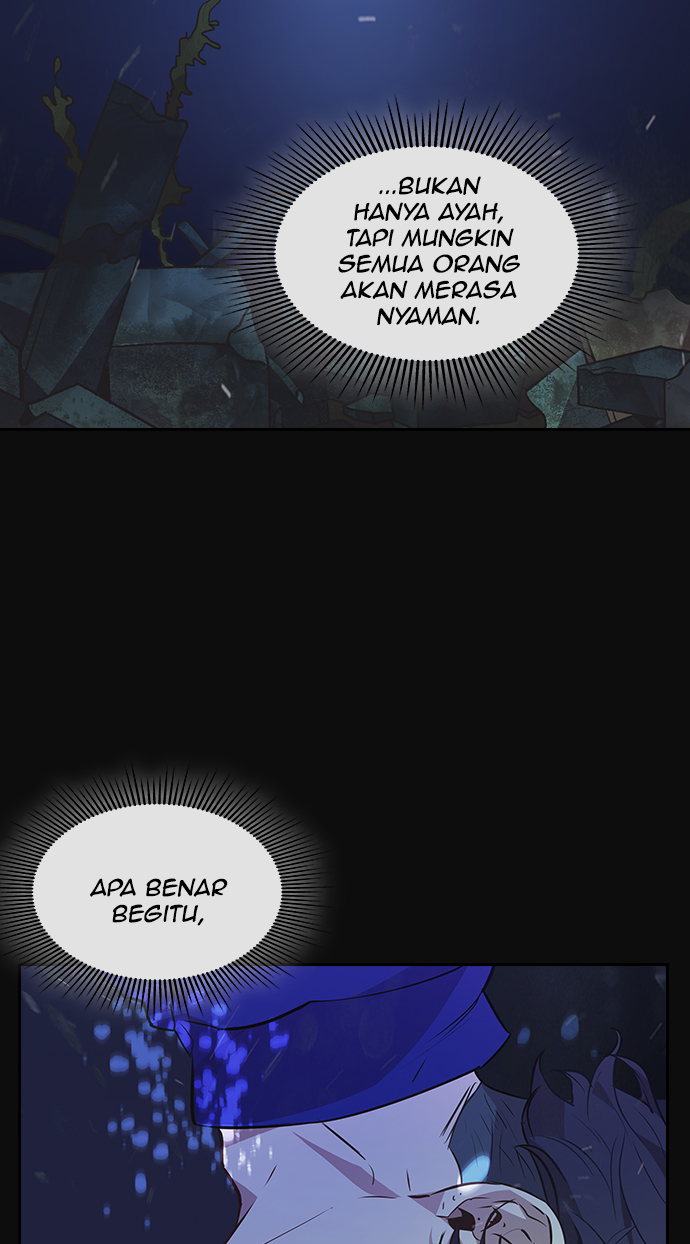 ...BUKAN
HANYA AYAH,
TAPI MUNGKIN
SEMUA ORANG
AKAN MERASA
NYAMAN.
APA BENAR
BEGITU,